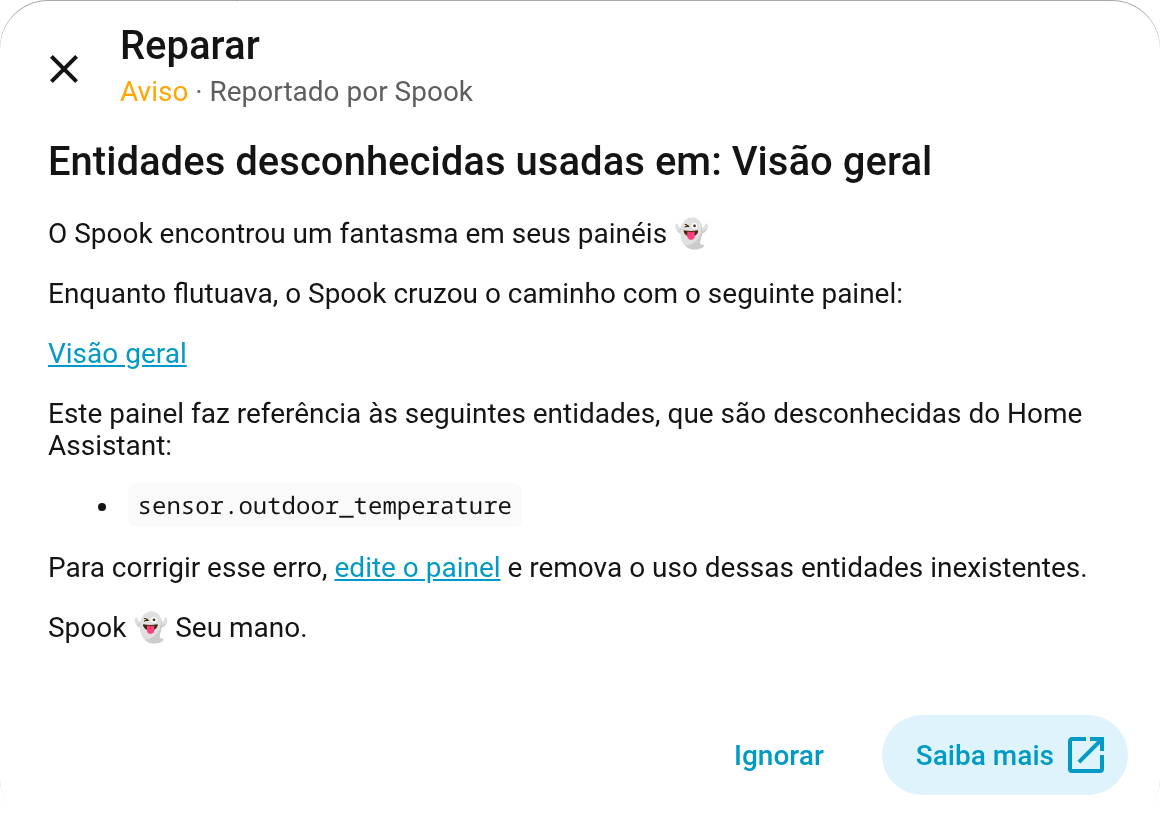 Reparar
Aviso · Reportado por Spook
Entidades desconhecidas usadas em: Visão geral
O Spook encontrou um fantasma em seus painéis 👻
Enquanto flutuava, o Spook cruzou o caminho com o seguinte painel:
Visão geral
Este painel faz referência às seguintes entidades, que são desconhecidas do Home
Assistant:
• sensor.outdoor_temperature
Para corrigir esse erro, edite o painel e remova o uso dessas entidades inexistentes.
Spook 👻 Seu mano.
Ignorar
Saiba mais